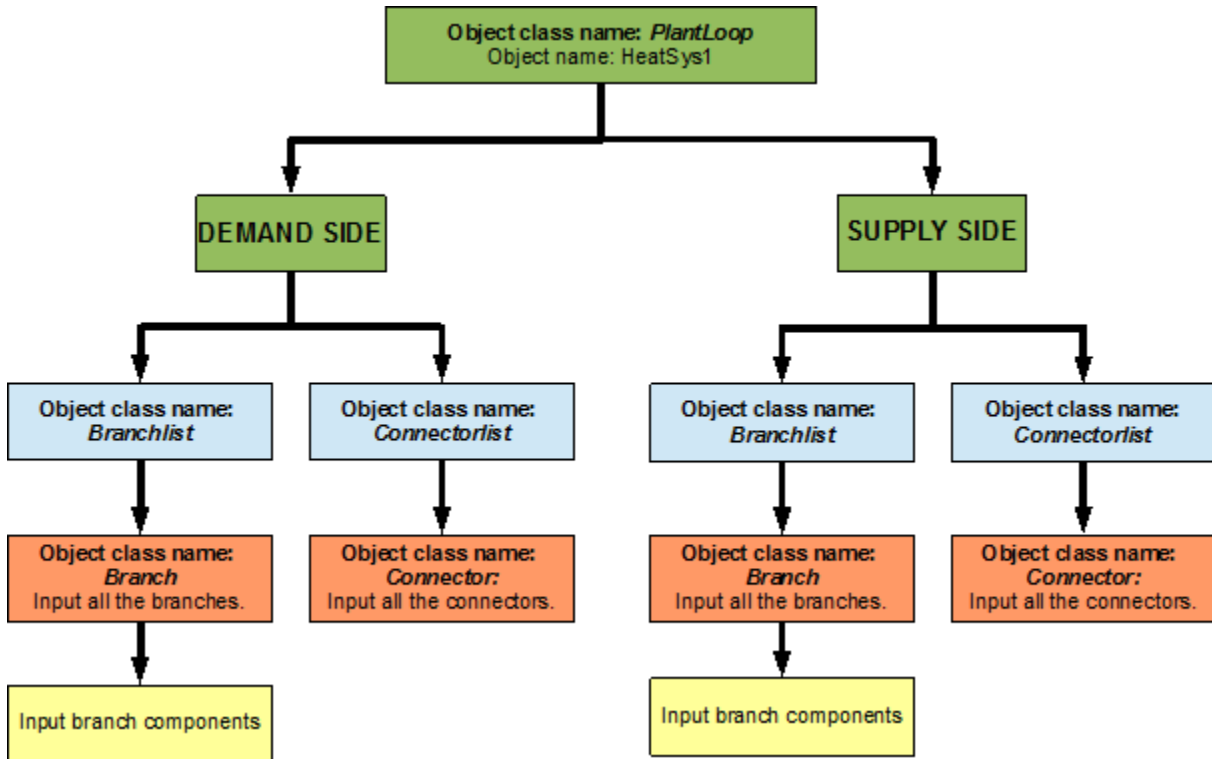 Object class name: PlantLoop
Object name: HeatSys1
DEMAND SIDE
SUPPLY SIDE
Object class name:
Branchlist
Object class name:
Connectorlist
Object class name:
Branchlist
Object class name:
Connectorlist
Object class name:
Branch
Input all the branches.
Object class name:
Connector:
Input all the connectors.
Object class name:
Branch
Input all the branches.
Object class name:
Connector:
Input all the connectors.
Input branch components
Input branch components